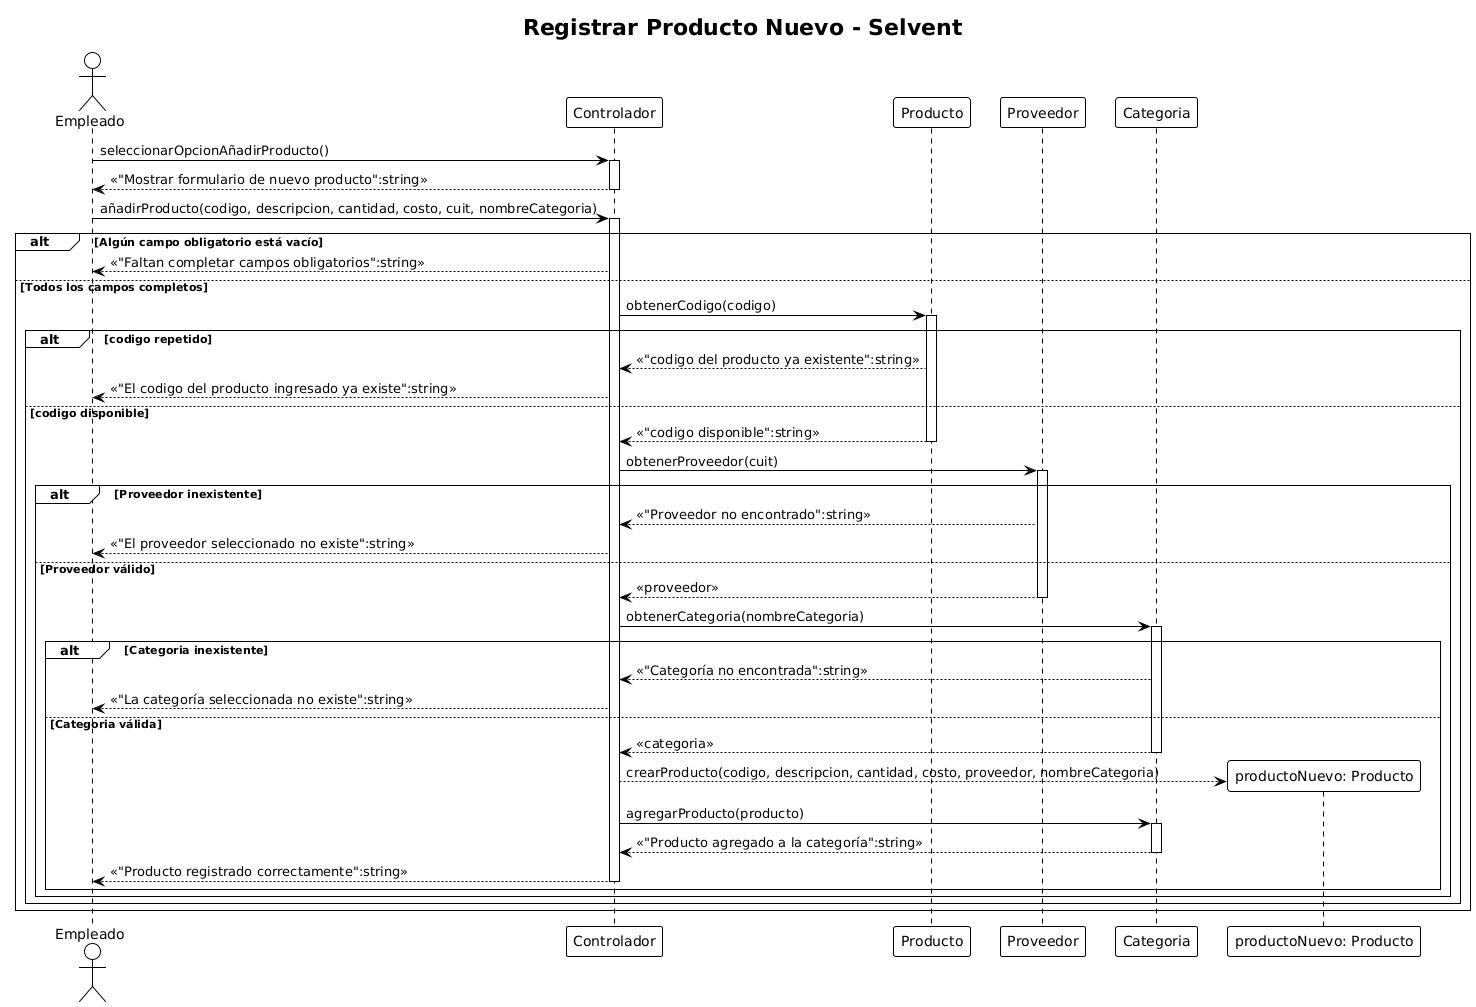 Registrar Producto Nuevo - Selvent
Empleado
Controlador
Producto
Proveedor
Categoria
seleccionarOpcionAñadirProducto()
«"Mostrar formulario de nuevo producto":string»
añadirProducto(codigo, descripcion, cantidad, costo, cuit, nombreCategoria)
alt [Algún campo obligatorio está vacío]
«"Faltan completar campos obligatorios":string»
[Todos los campos completos]
obtenerCodigo(codigo)
alt [codigo repetido]
«"codigo del producto ya existente":string»
«"El codigo del producto ingresado ya existe":string»
[codigo disponible]
«"codigo disponible":string»
obtenerProveedor(cuit)
alt [Proveedor inexistente]
«"Proveedor no encontrado":string»
«"El proveedor seleccionado no existe":string»
[Proveedor válido]
«proveedor»
obtenerCategoria(nombreCategoria)
alt [Categoria inexistente]
«"Categoría no encontrada":string»
«"La categoría seleccionada no existe":string»
[Categoria válida]
«categoria»
crearProducto(codigo, descripcion, cantidad, costo, proveedor, nombreCategoria)
productoNuevo: Producto
agregarProducto(producto)
«"Producto agregado a la categoría":string»
«"Producto registrado correctamente":string»
Empleado
Controlador
Producto
Proveedor
Categoria
productoNuevo: Producto